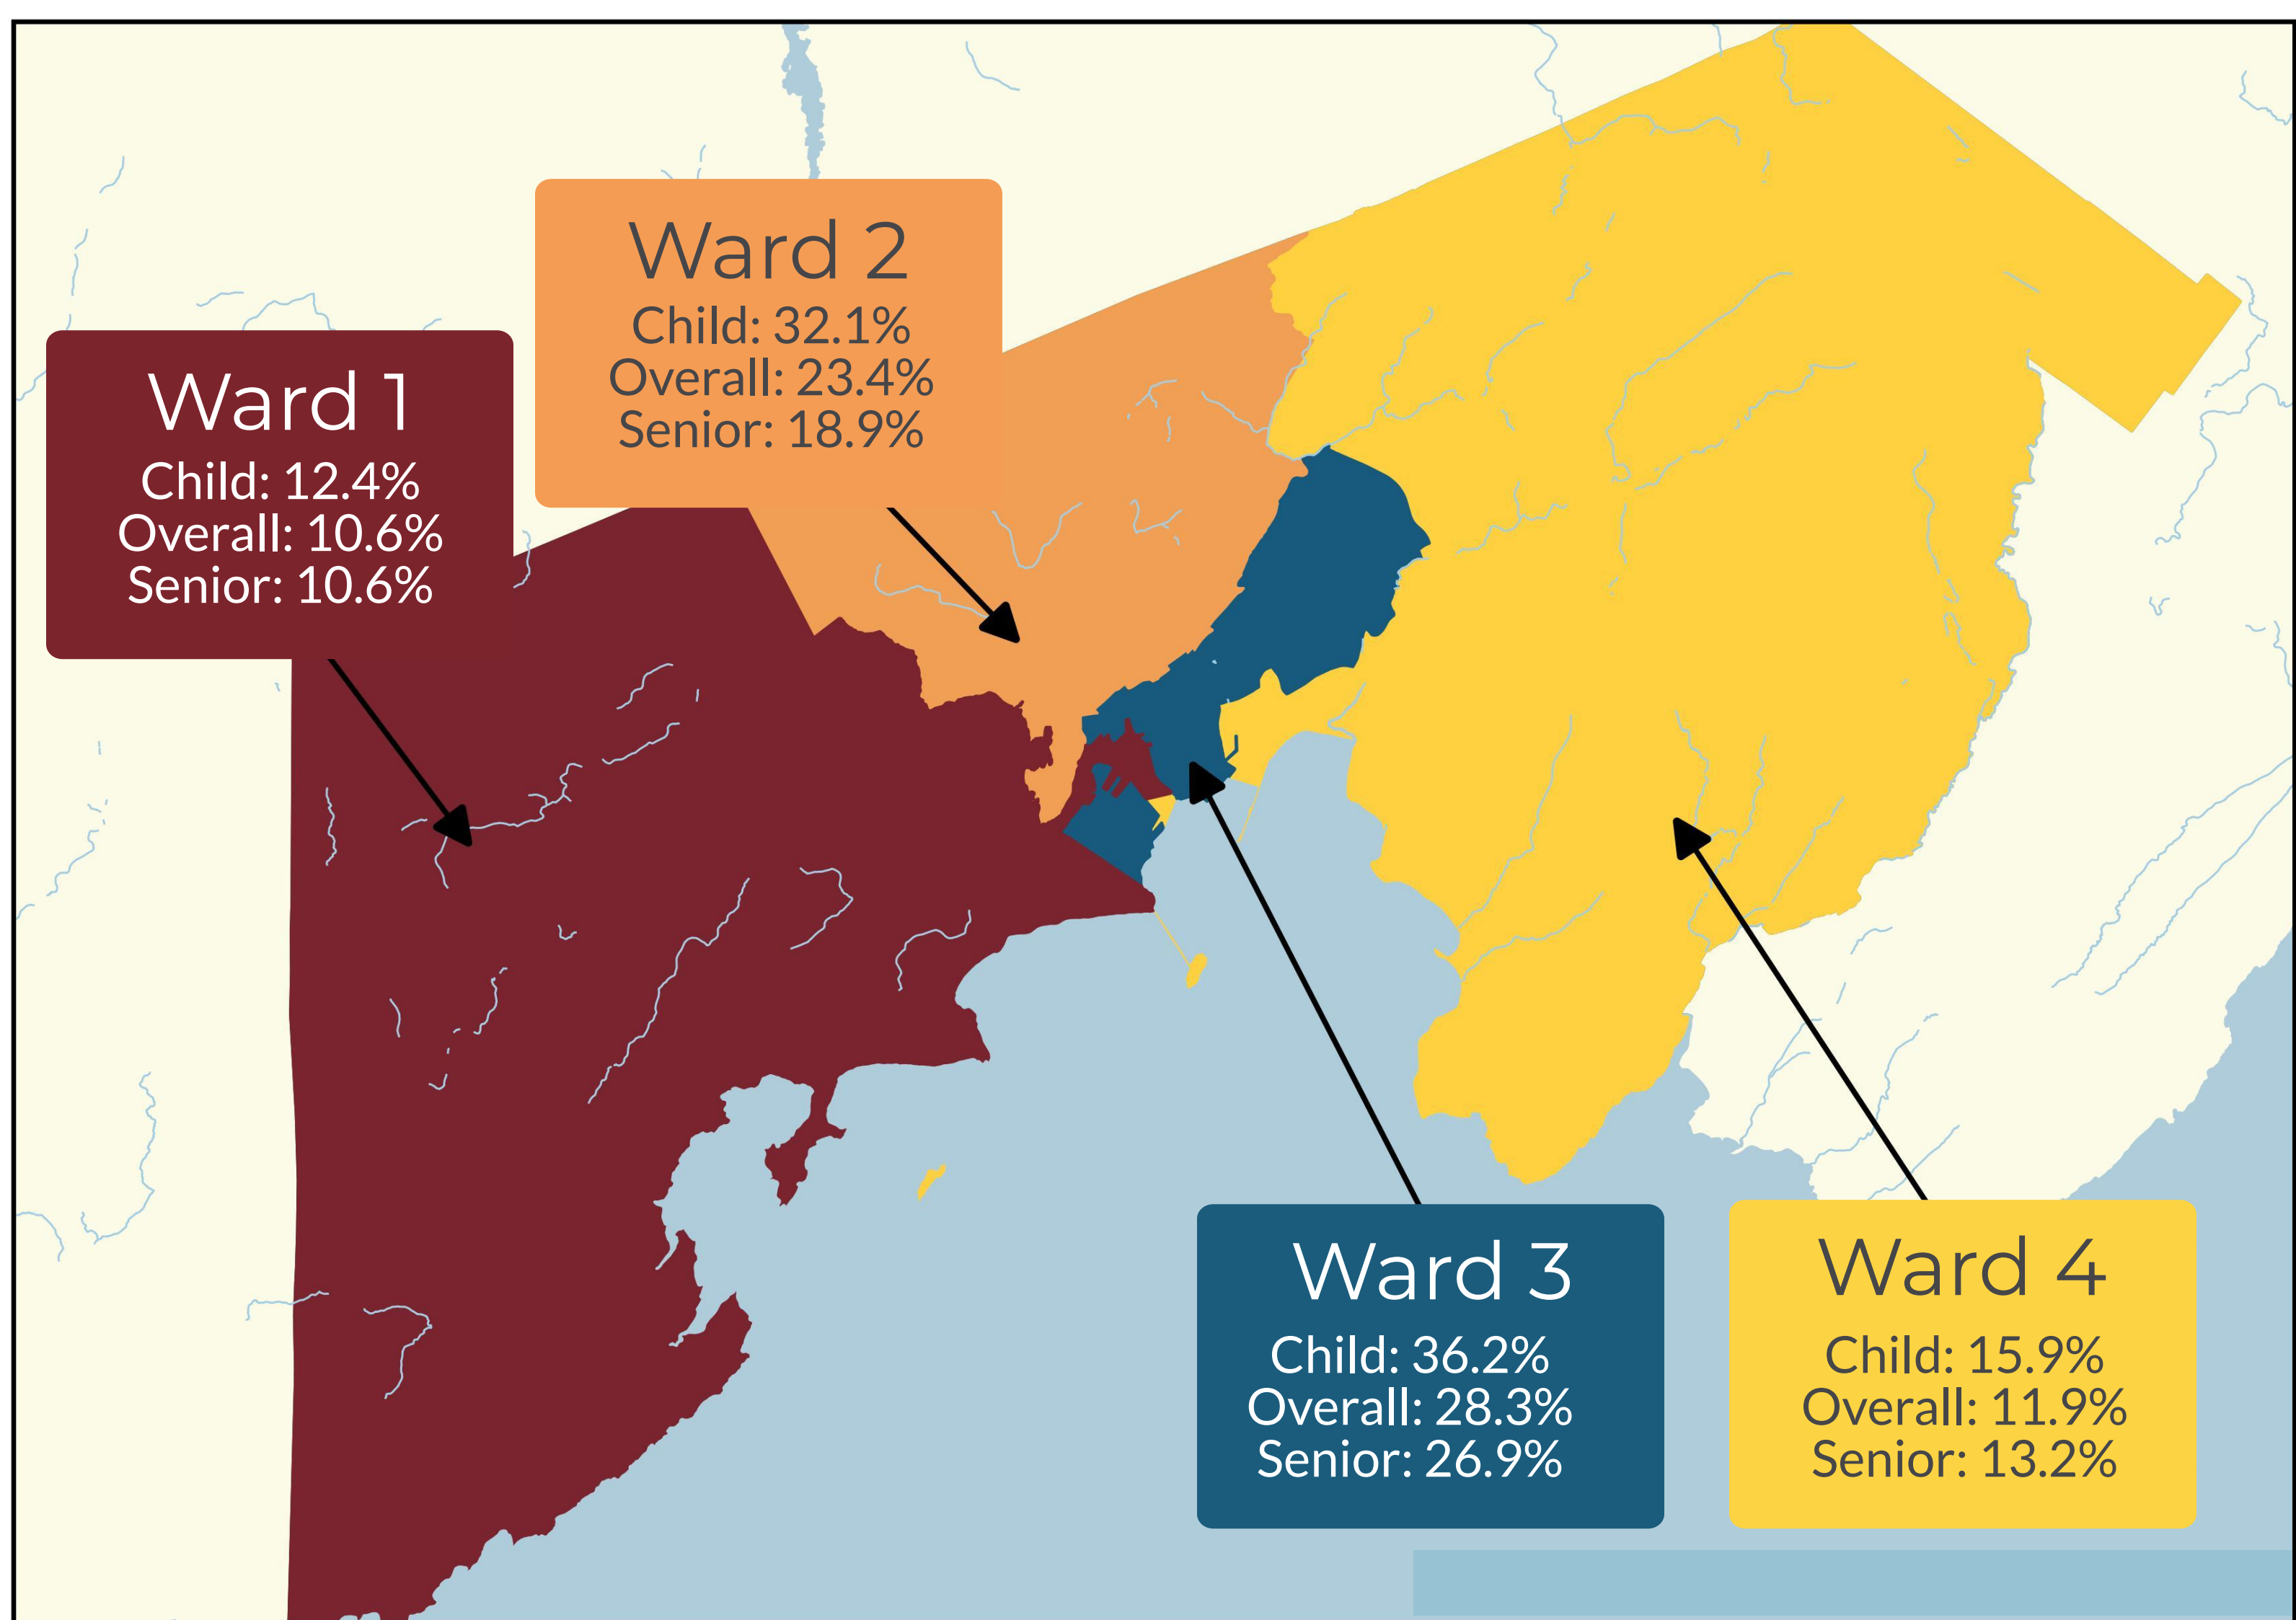 Ward 1
Child: 12.4%
Overall: 10.6%
Senior: 10.6%
Ward 2
Child: 32.1%
Overall: 23.4%
Senior: 18.9%
Ward 3
Child: 36.2%
Overall: 28.3%
Senior: 26.9%
Ward 4
Child: 15.9%
Overall: 11.9%
Senior: 13.2%